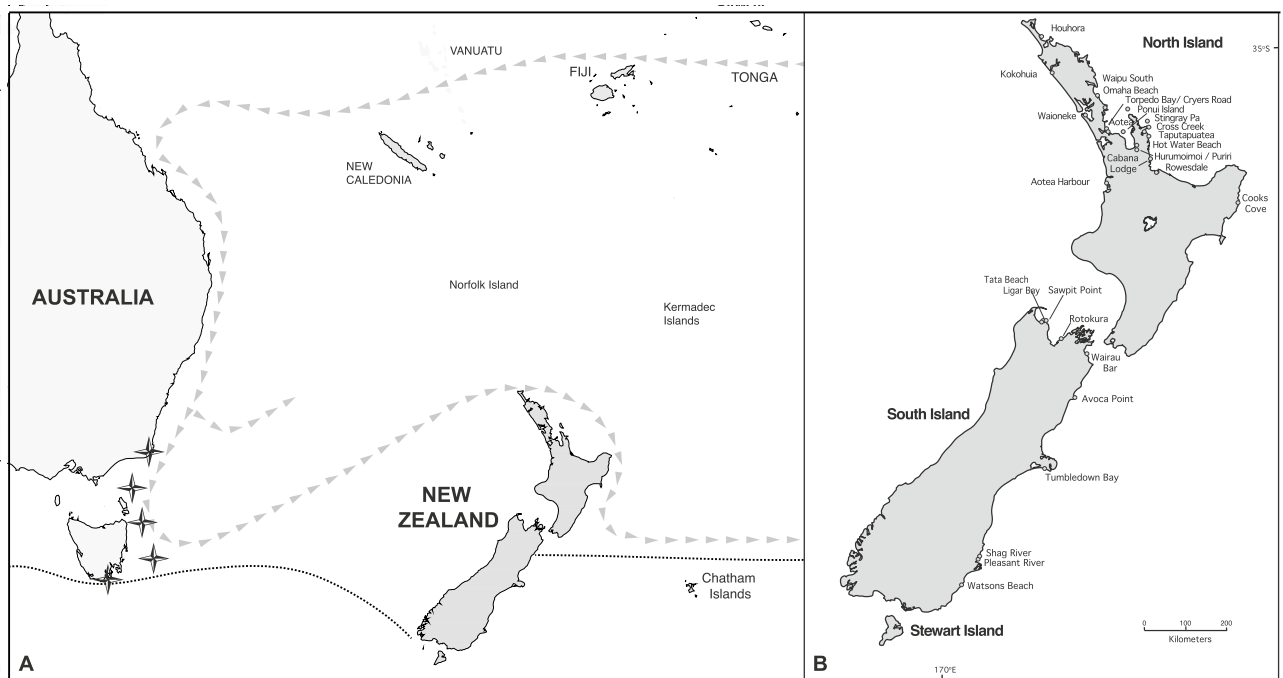 VANUATU
FIJI
TONGA
NEW
CALEDONIA
AUSTRALIA
Norfolk Island
Kermadec
Islands
NEW
ZEALAND
Chatham
Islands
A
Houhora
North Island
35°S
Kokohuia
Waipu South
Omaha Beach
Torpedo Bay/ Cryers Road
Ponui Island
Waioneke
Aotea
Stingray Pa
Cross Creek
Taputapuatea
Hot Water Beach
Cabana
Lodge
Hurumoimoi / Puriri
Rowesdale
Aotea Harbour
Cooks
Cove
Tata Beach
Ligar Bay
Sawpit Point
Rotokura
Wairau
Bar
Avoca Point
South Island
Tumbledown Bay
Shag River
Pleasant River
Watsons Beach
Stewart Island
0 100 200
Kilometers
B
170°E